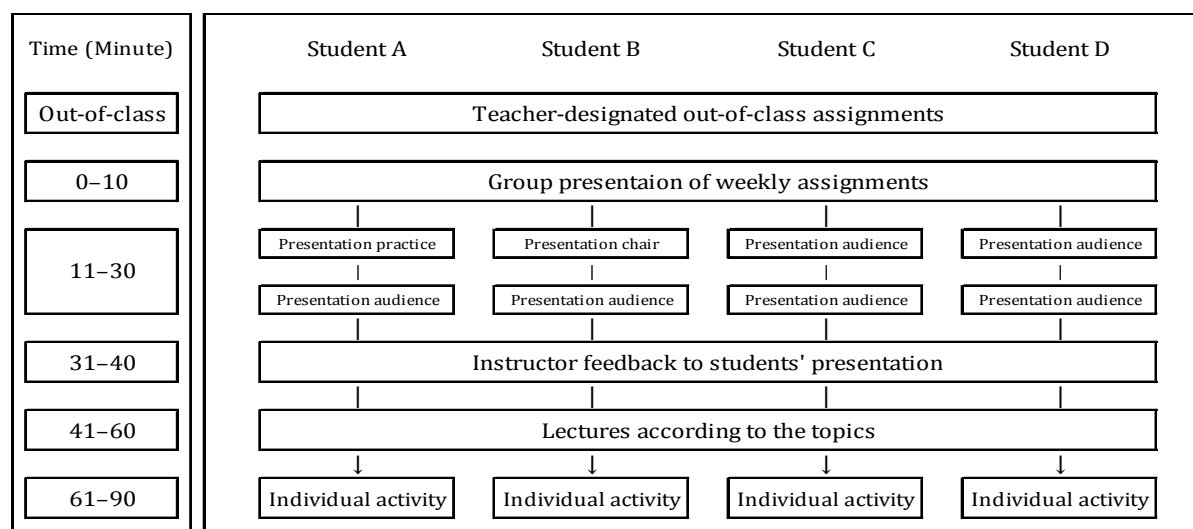 Time (Minute) Student A Student B Student C Student D
Out-of-class Teacher-designated out-of-class assignments
0–10 Group presentaion of weekly assignments
Presentation practice Presentation chair Presentation audience Presentation audience
11–30
Presentation audience Presentation audience Presentation audience Presentation audience
31–40 Instructor feedback to students' presentation
41–60 Lectures according to the topics
61–90 Individual activity Individual activity Individual activity Individual activity